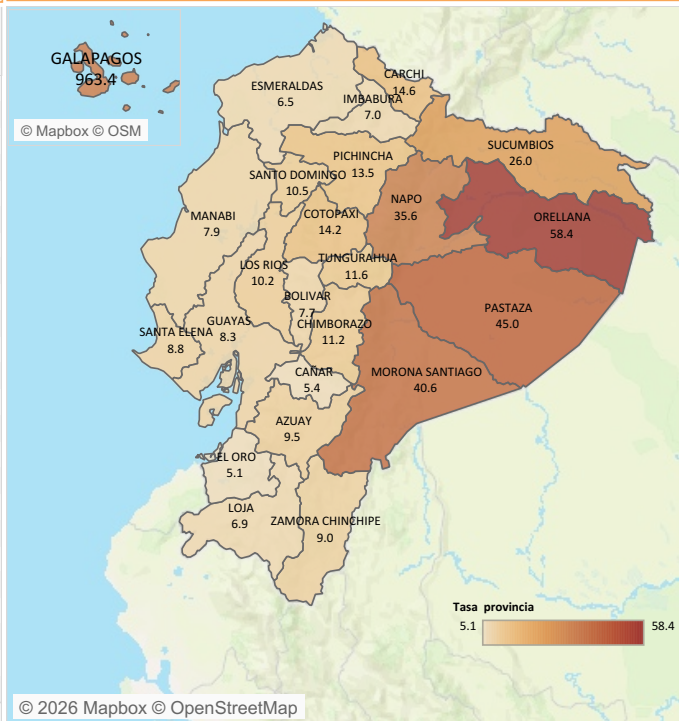 GALAPAGOS
963.4
© Mapbox © OSM
ESMERALDAS
6.5
CARCHI
14.6
IMBABURA
7.0
SUCUMBIOS
26.0
PICHINCHA
13.5
SANTO DOMINGO
10.5
NAPO
35.6
ORELLANA
58.4
MANABI
7.9
COTOPAXI
14.2
LOS RIOS
10.2
TUNGURAHUA
11.6
BOLIVAR
7.7
PASTAZA
45.0
GUAYAS
8.3
CHIMBORAZO
11.2
SANTA ELENA
8.8
CAÑAR
5.4
MORONA SANTIAGO
40.6
AZUAY
9.5
EL ORO
5.1
LOJA
6.9
ZAMORA CHINCHIPE
9.0
Tasa provincia
5.1 58.4
© 2026 Mapbox © OpenStreetMap